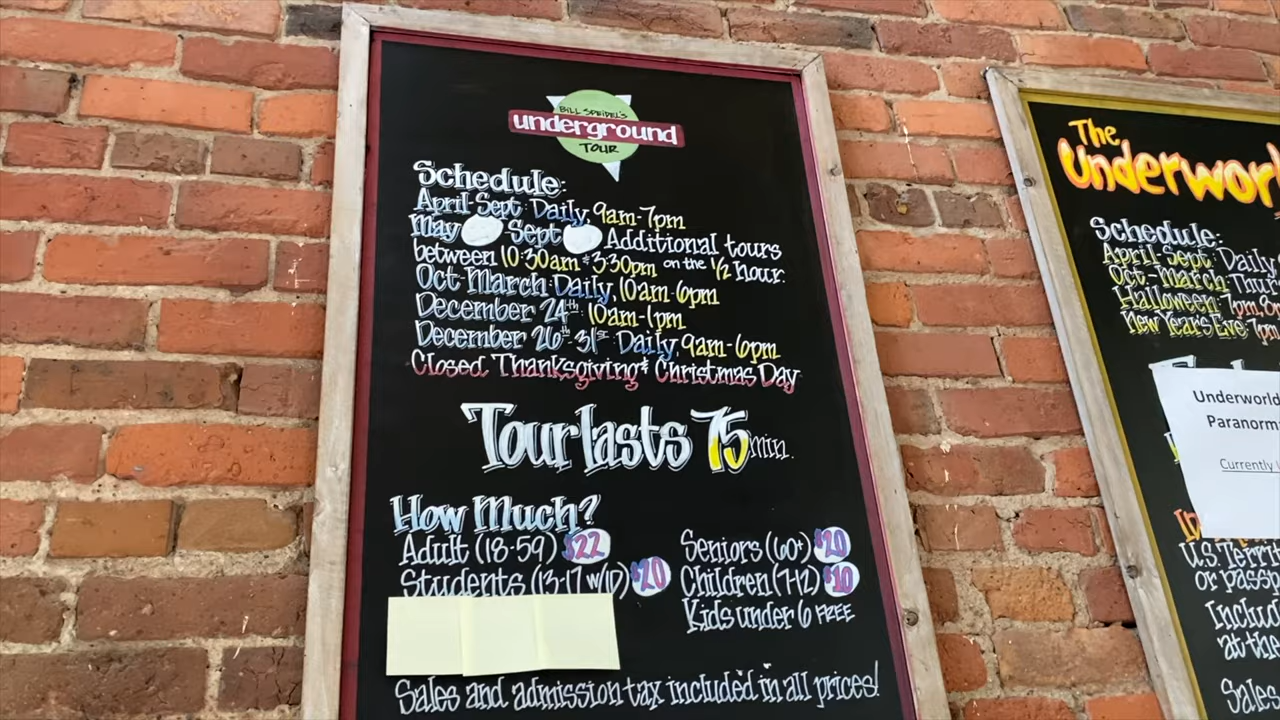 BILL SPEIDEL'S
underground
TOUR
Schedule:
April-Sept: Daily, 9am-7pm
May Sept Additional tours
between 10:30am & 3:30pm on the 1/2 hour.
Oct-March: Daily, 10am-6pm
December 24th: 10am-1pm
December 26th-31st: Daily, 9am-6pm
Closed Thanksgiving & Christmas Day
Tour lasts 75 min.
How Much?
Adult (18-59) $22
Students (13-17 w/ID) $20
Seniors (60+) $20
Children (7-12) $10
Kids under 6 FREE
Sales and admission tax included in all prices!
The
Underworl
Schedule:
April-Sept: Daily
Oct-March: Thur
Halloween: 7pm, 8
New Year's Eve: 7pm
Underworld
Paranorm
Currently
U.S. Territ
or passp
Includ
at the
Sales